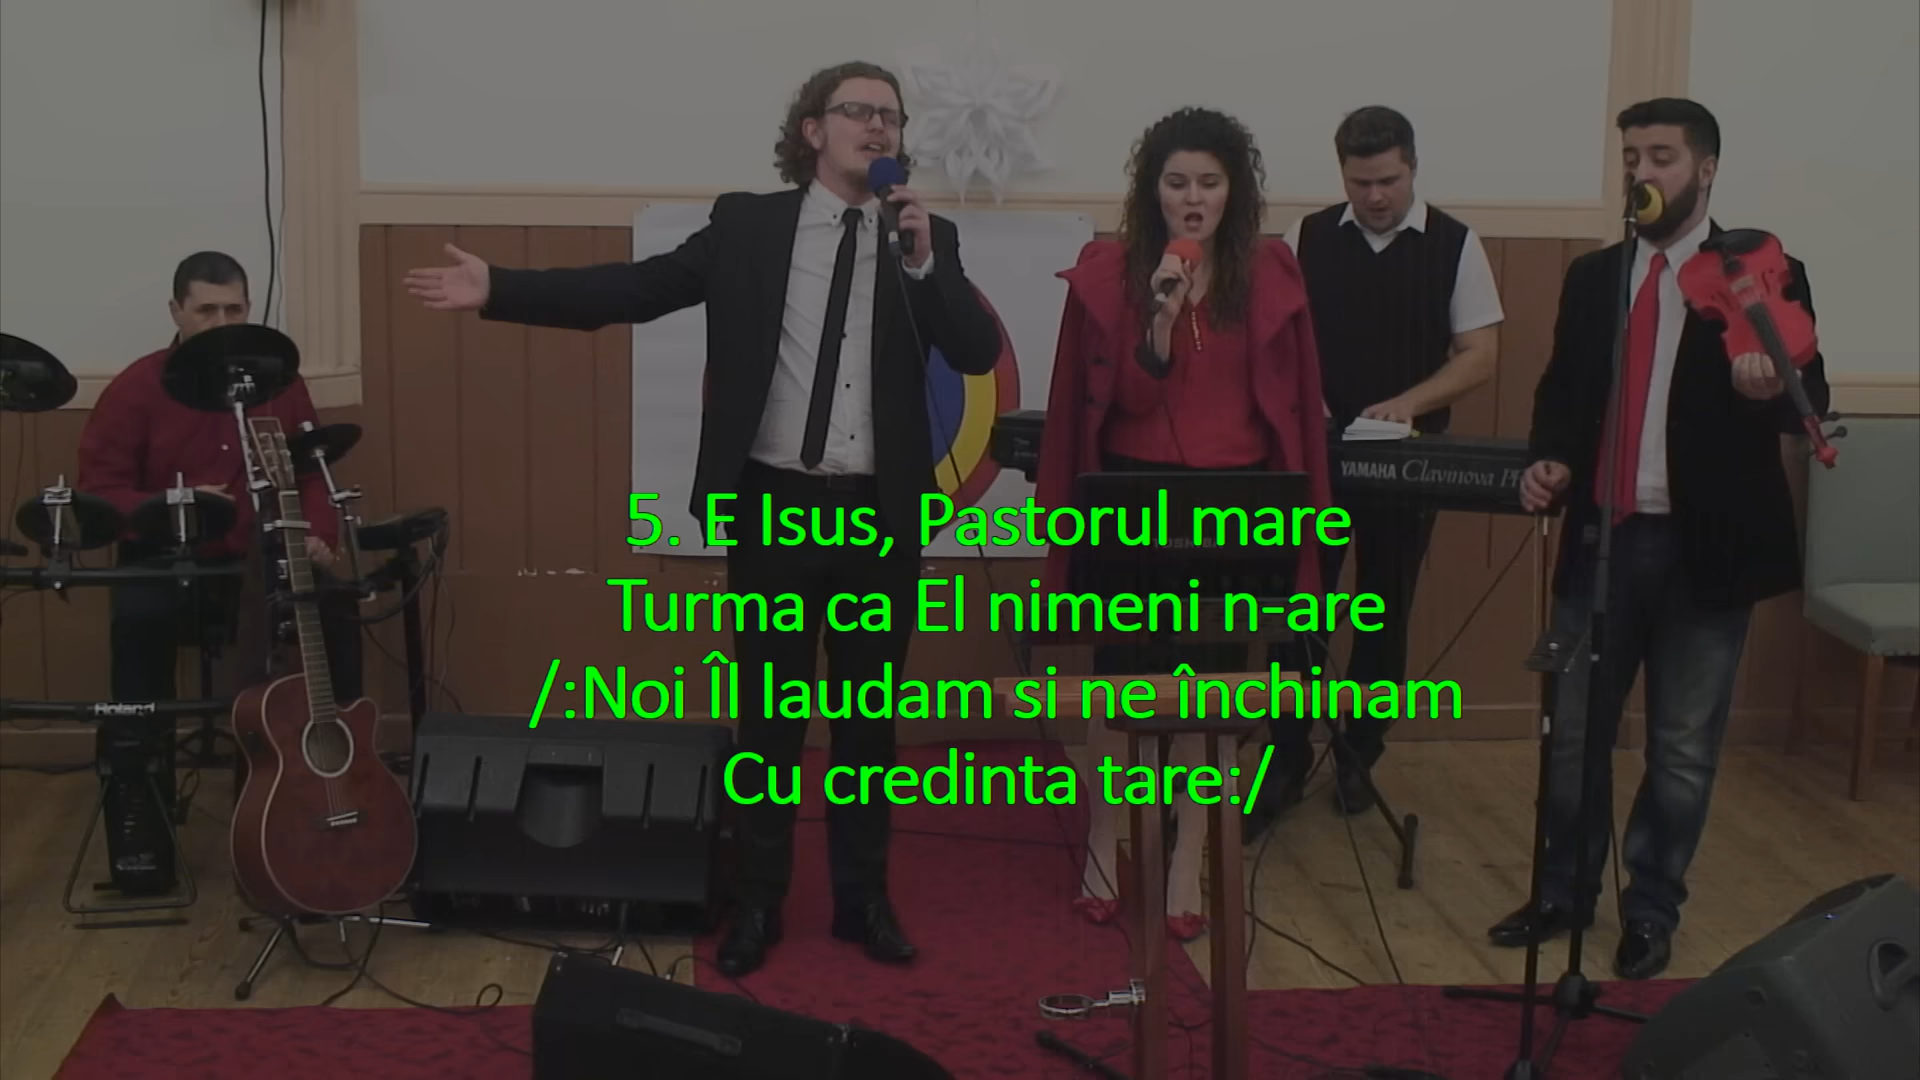 5. E Isus, Pastorul mare
Turma ca El nimeni n-are
/:Noi Îl laudam si ne închinam
Cu credinta tare:/
YAMAHA Clavinova
TOSHIBA
Roland